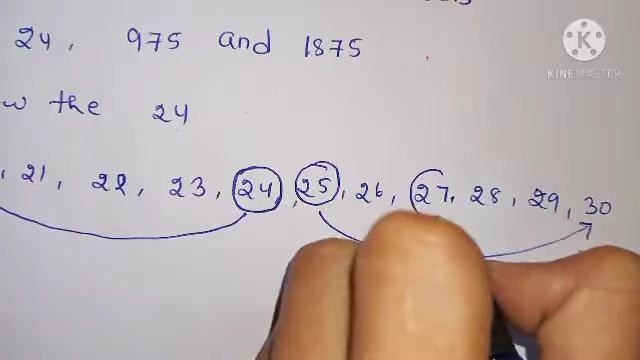 24, 975 and 1875
KINEMASTER
w the 24
, 21, 22, 23, 24, 25, 26, 27, 28, 29, 30